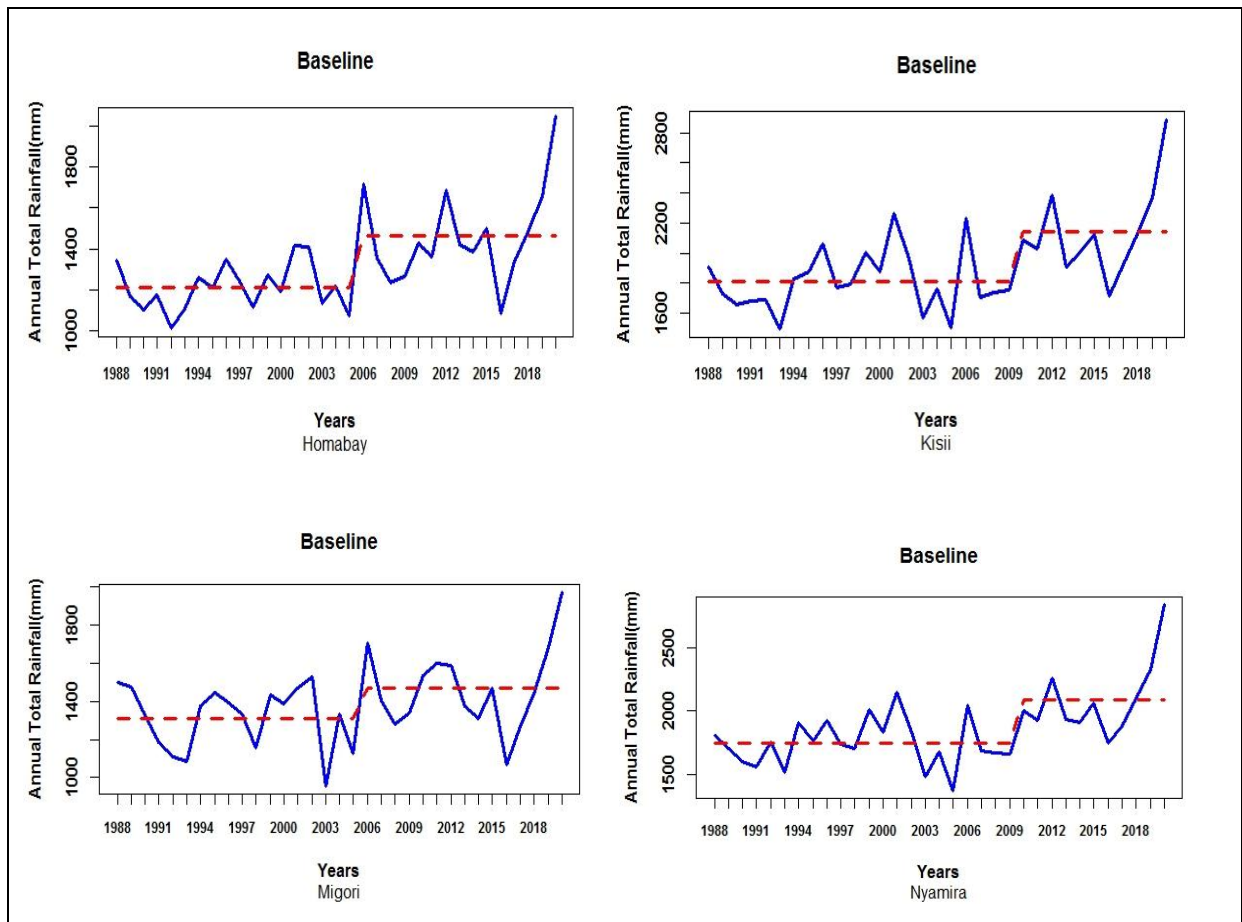 Baseline
Annual Total Rainfall(mm)
1000 1400 1800
1988 1991 1994 1997 2000 2003 2006 2009 2012 2015 2018
Years
Homabay
Baseline
Annual Total Rainfall(mm)
1600 2200 2800
1988 1991 1994 1997 2000 2003 2006 2009 2012 2015 2018
Years
Kisii
Baseline
Annual Total Rainfall(mm)
1000 1400 1800
1988 1991 1994 1997 2000 2003 2006 2009 2012 2015 2018
Years
Migori
Baseline
Annual Total Rainfall(mm)
1500 2000 2500
1988 1991 1994 1997 2000 2003 2006 2009 2012 2015 2018
Years
Nyamira